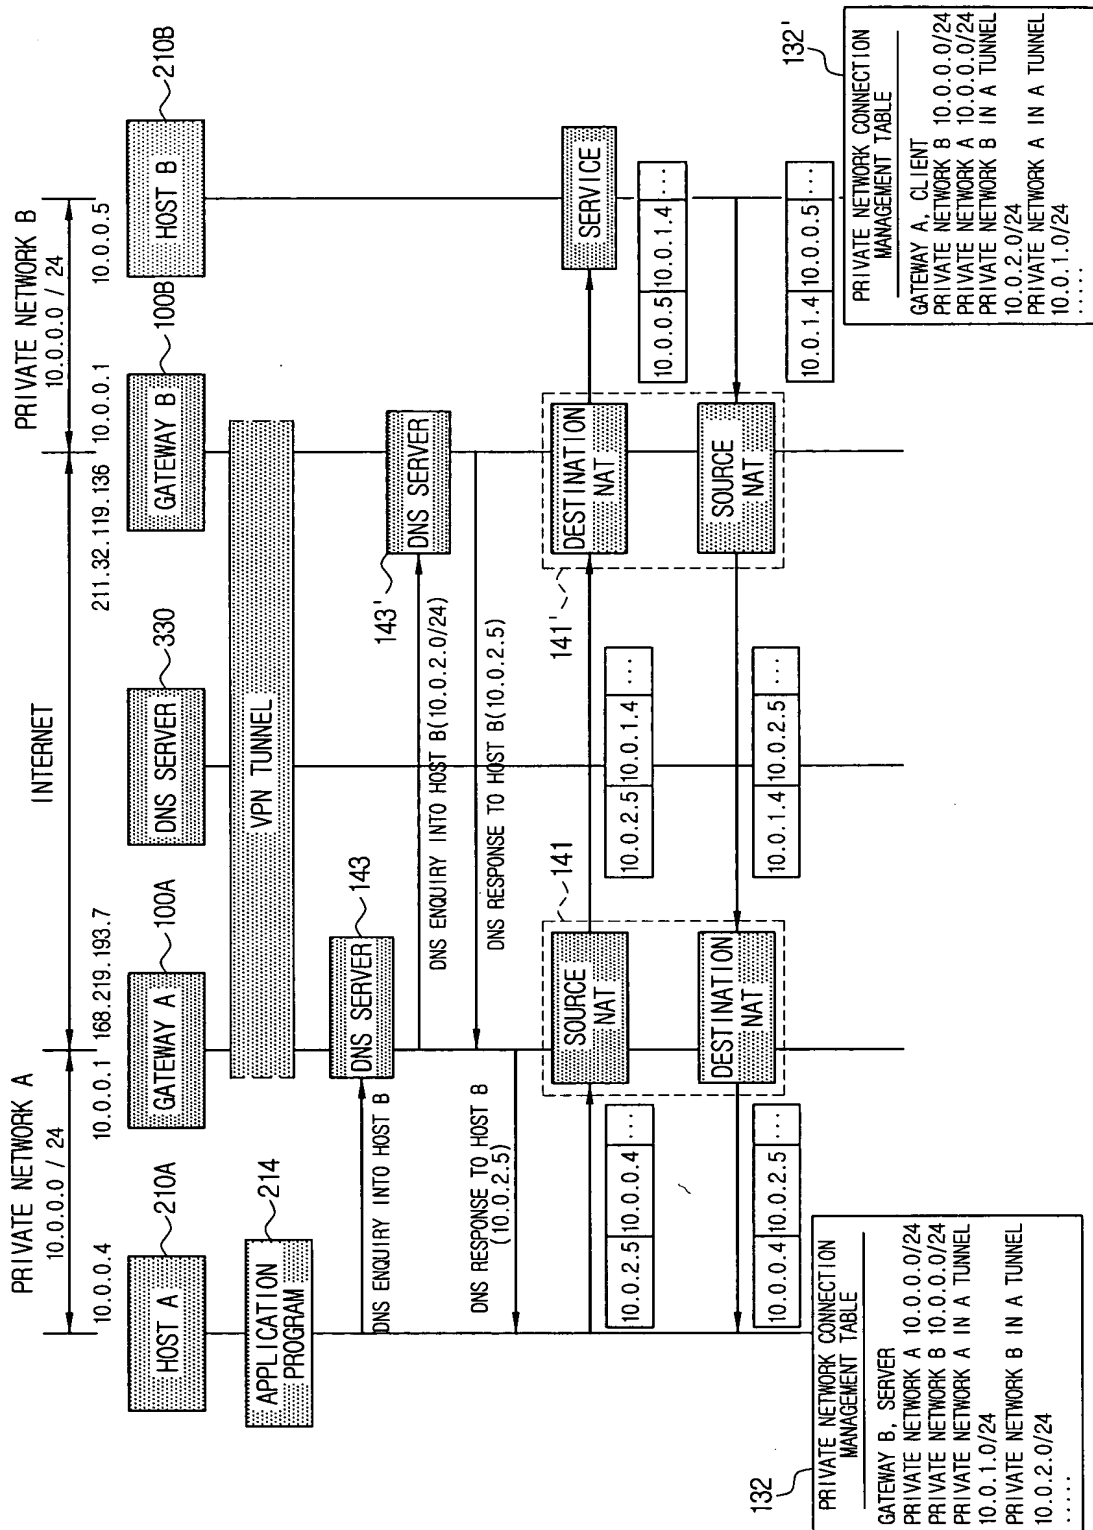 PRIVATE NETWORK A
10.0.0.0 / 24
INTERNET
PRIVATE NETWORK B
10.0.0.0 / 24
10.0.0.4
10.0.0.1
168.219.193.7
211.32.119.136
10.0.0.1
10.0.0.5
210A
100A
330
100B
210B
HOST A
GATEWAY A
DNS SERVER
GATEWAY B
HOST B
214
APPLICATION
PROGRAM
VPN TUNNEL
143
DNS SERVER
DNS ENQUIRY INTO HOST B
143'
DNS SERVER
DNS ENQUIRY INTO HOST B(10.0.2.0/24)
DNS RESPONSE TO HOST B(10.0.2.5)
DNS RESPONSE TO HOST B
(10.0.2.5)
141
141'
SOURCE
NAT
DESTINATION
NAT
SERVICE
10.0.2.5 10.0.0.4 ...
10.0.2.5 10.0.1.4 ...
10.0.0.5 10.0.1.4 ...
DESTINATION
NAT
SOURCE
NAT
10.0.0.4 10.0.2.5 ...
10.0.1.4 10.0.2.5 ...
10.0.1.4 10.0.0.5 ...
132
PRIVATE NETWORK CONNECTION
MANAGEMENT TABLE
GATEWAY B, SERVER
PRIVATE NETWORK A 10.0.0.0/24
PRIVATE NETWORK B 10.0.0.0/24
PRIVATE NETWORK A IN A TUNNEL
10.0.1.0/24
PRIVATE NETWORK B IN A TUNNEL
10.0.2.0/24
.....
132'
PRIVATE NETWORK CONNECTION
MANAGEMENT TABLE
GATEWAY A, CLIENT
PRIVATE NETWORK B 10.0.0.0/24
PRIVATE NETWORK A 10.0.0.0/24
PRIVATE NETWORK B IN A TUNNEL
10.0.2.0/24
PRIVATE NETWORK A IN A TUNNEL
10.0.1.0/24
.....